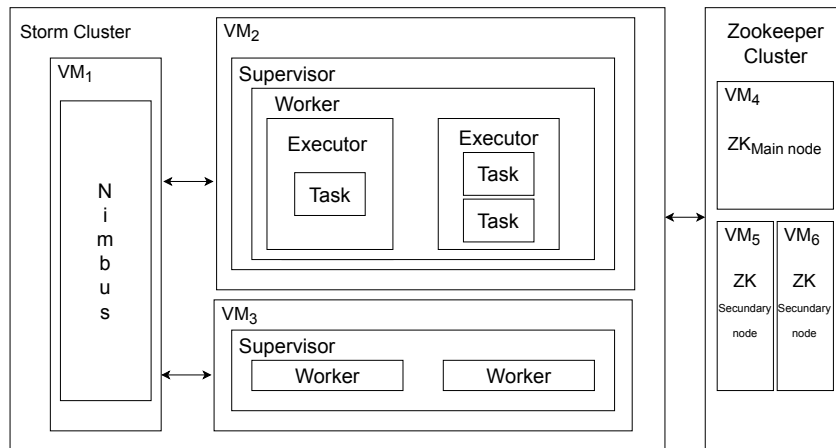 Storm Cluster
VM1
Nimbus
VM2
Supervisor
Worker
Executor
Task
Executor
Task
Task
VM3
Supervisor
Worker
Worker
Zookeeper
Cluster
VM4
ZKMain node
VM5
ZK
Secundary
node
VM6
ZK
Secundary
node